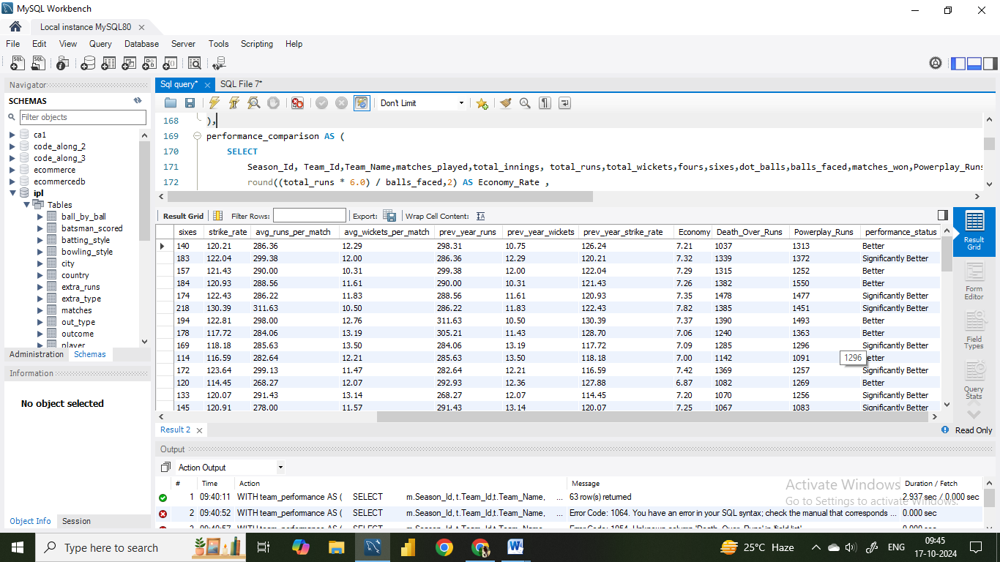 MySQL Workbench
Local instance MySQL80
File Edit View Query Database Server Tools Scripting Help
Navigator
SCHEMAS
Filter objects
ca1
code_along_2
code_along_3
ecommerce
ecommercedb
ipl
Tables
ball_by_ball
batsman_scored
batting_style
bowling_style
city
country
extra_runs
extra_type
matches
out_type
outcome
player
Administration Schemas
Information
No object selected
Object Info Session
Sql query* SQL File 7*
Don't Limit
168 ),
169 performance_comparison AS (
170 SELECT
171 Season_Id, Team_Id,Team_Name,matches_played,total_innings, total_runs,total_wickets,fours,sixes,dot_balls,balls_faced,matches_won,Powerplay_Runs
172 round((total_runs * 6.0) / balls_faced,2) AS Economy_Rate ,
Result Grid Filter Rows: Export: Wrap Cell Content: IA
sixes strike_rate avg_runs_per_match avg_wickets_per_match prev_year_runs prev_year_wickets prev_year_strike_rate Economy Death_Over_Runs Powerplay_Runs performance_status
140 120.21 286.36 12.29 298.31 10.75 126.24 7.21 1037 1313 Better
183 122.04 299.38 12.00 286.36 12.29 120.21 7.32 1339 1372 Significantly Better
157 121.43 290.00 10.31 299.38 12.00 122.04 7.29 1315 1252 Better
184 120.93 288.56 11.61 290.00 10.31 121.43 7.26 1382 1550 Better
174 122.43 286.22 11.83 288.56 11.61 120.93 7.35 1478 1477 Significantly Better
218 130.39 311.63 10.50 286.22 11.83 122.43 7.82 1385 1451 Significantly Better
194 122.81 298.00 12.76 311.63 10.50 130.39 7.37 1390 1493 Better
178 117.72 284.06 13.19 305.21 11.43 128.70 7.06 1240 1363 Better
169 118.18 285.63 13.50 284.06 13.19 117.72 7.09 1285 1296 Significantly Better
114 116.59 282.64 12.21 285.63 13.50 118.18 7.00 1142 1091 etter
1296
172 123.64 299.13 11.47 282.64 12.21 116.59 7.42 1369 1257 Significantly Better
120 114.45 268.27 12.07 292.93 12.36 127.88 6.87 1082 1269 Better
133 120.07 291.43 13.14 268.27 12.07 114.45 7.20 1070 1256 Significantly Better
145 120.91 278.00 11.57 291.43 13.14 120.07 7.25 1067 1083 Significantly Better
Result Grid
Form Editor
Field Types
Query Stats
Result 2
Read Only
Output
Action Output
# Time Action Message Duration / Fetch
1 09:40:11 WITH team_perfomance AS ( SELECT m.Season_Id, t.Team_Id,t.Team_Name, ... 63 row(s) returned 2.937 sec / 0.000 sec
2 09:40:52 WITH team_perfomance AS ( SELECT m.Season_Id, t.Team_Id,t.Team_Name, ... Error Code: 1064. You have an error in your SQL syntax; check the manual that corresponds ... 0.000 sec
3 09:40:57 WITH team_perfomance AS ( SELECT m.Season_Id, t.Team_Id,t.Team_Name, ... Error Code: 1054. Unknown column 'Death_Over_Runs' in 'field list' 0.000 sec
Activate Windows
Go to Settings to activate Windows.
Type here to search
25°C Haze
ENG
09:45
17-10-2024